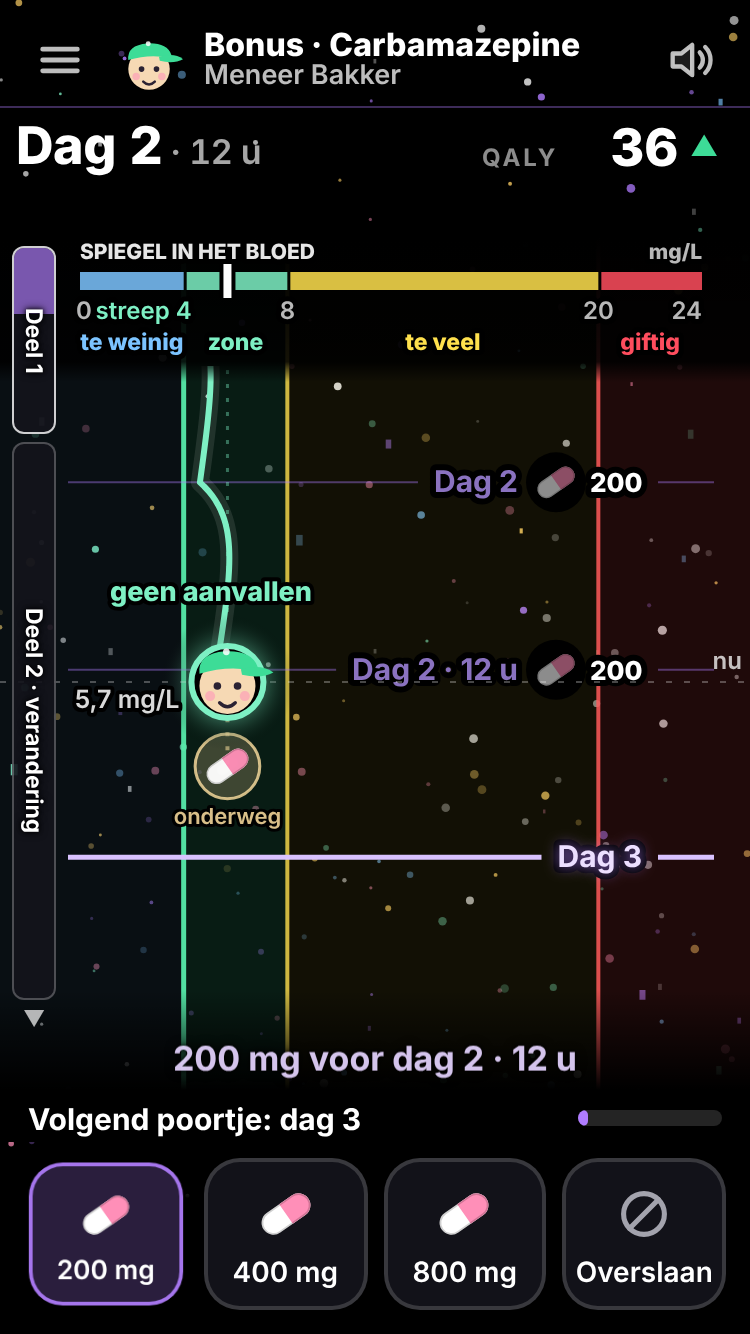 Bonus · Carbamazepine
Meneer Bakker
Dag 2 · 12 u
QALY 36
SPIEGEL IN HET BLOED mg/L
0 streep 4 8 20 24
te weinig zone te veel giftig
Deel 1
Dag 2 200
geen aanvallen
Deel 2 · verandering
nu
Dag 2 · 12 u 200
5,7 mg/L
onderweg
Dag 3
200 mg voor dag 2 · 12 u
Volgend poortje: dag 3
200 mg 400 mg 800 mg Overslaan